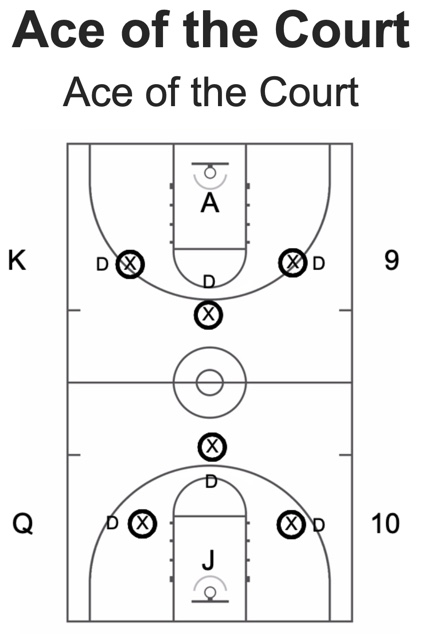 Ace of the Court
Ace of the Court
A
K D X X D 9
D
X
X
D
Q D X X D 10
J